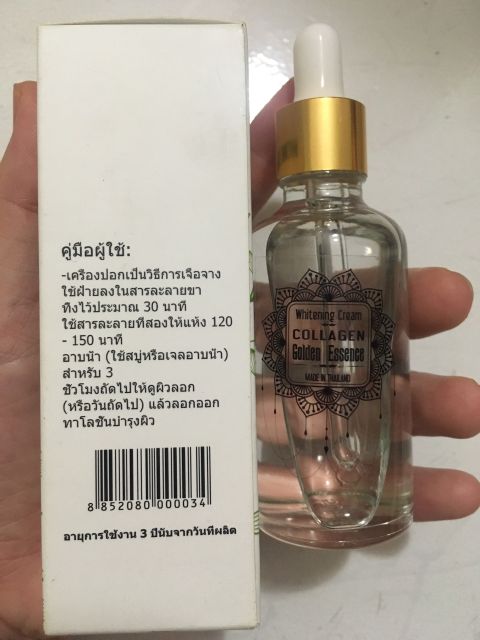 คู่มือผู้ใช้:
-เครืองปอกเป็นวิธีการเจือจาง
ใช้ฝ่ายลงในสารละลายขา
ทิงไว้ประมาณ 30 นาที
ใช้สารละลายที่สองให้แห้ง 120
- 150 นาที
อาบน้ำ (ใช้สบู่หรือเจลอาบน้ำ)
สำหรับ 3
ชั่วโมงถัดไปให้ดูผิวลอก
(หรือวันถัดไป) แล้วลอกออก
ทาโลชั่นบำรุงผิว
8 852080 000034
อายุการใช้งาน 3 ปีนับจากวันที่ผลิต
Whitening Cream
COLLAGEN
Golden Essence
MADE IN THAILAND